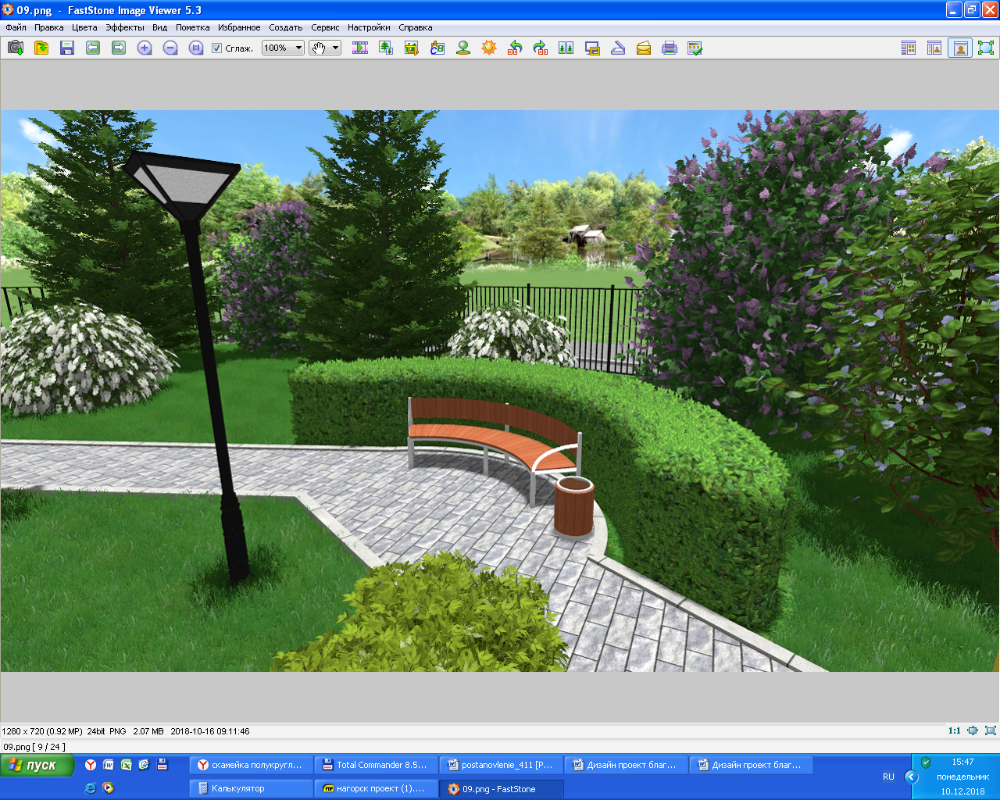 09.png - FastStone Image Viewer 5.3
Файл Правка Цвета Эффекты Вид Пометка Избранное Создать Сервис Настройки Справка
Сглаж. 100%
1280 x 720 (0.92 MP) 24bit PNG 2.07 MB 2018-10-16 09:11:46
1:1
09.png [ 9 / 24 ]
пуск
скамейка полукругл...
Total Commander 8.5...
postanovlenie_411 [Р...
Дизайн проект благ...
Дизайн проект благ...
Калькулятор
нагорск проект (1)....
09.png - FastStone
RU
15:47
понедельник
10.12.2018